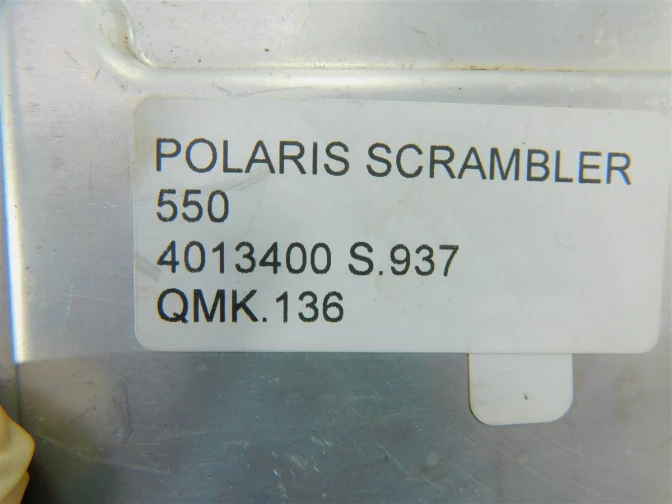 POLARIS SCRAMBLER
550
4013400 S.937
QMK.136